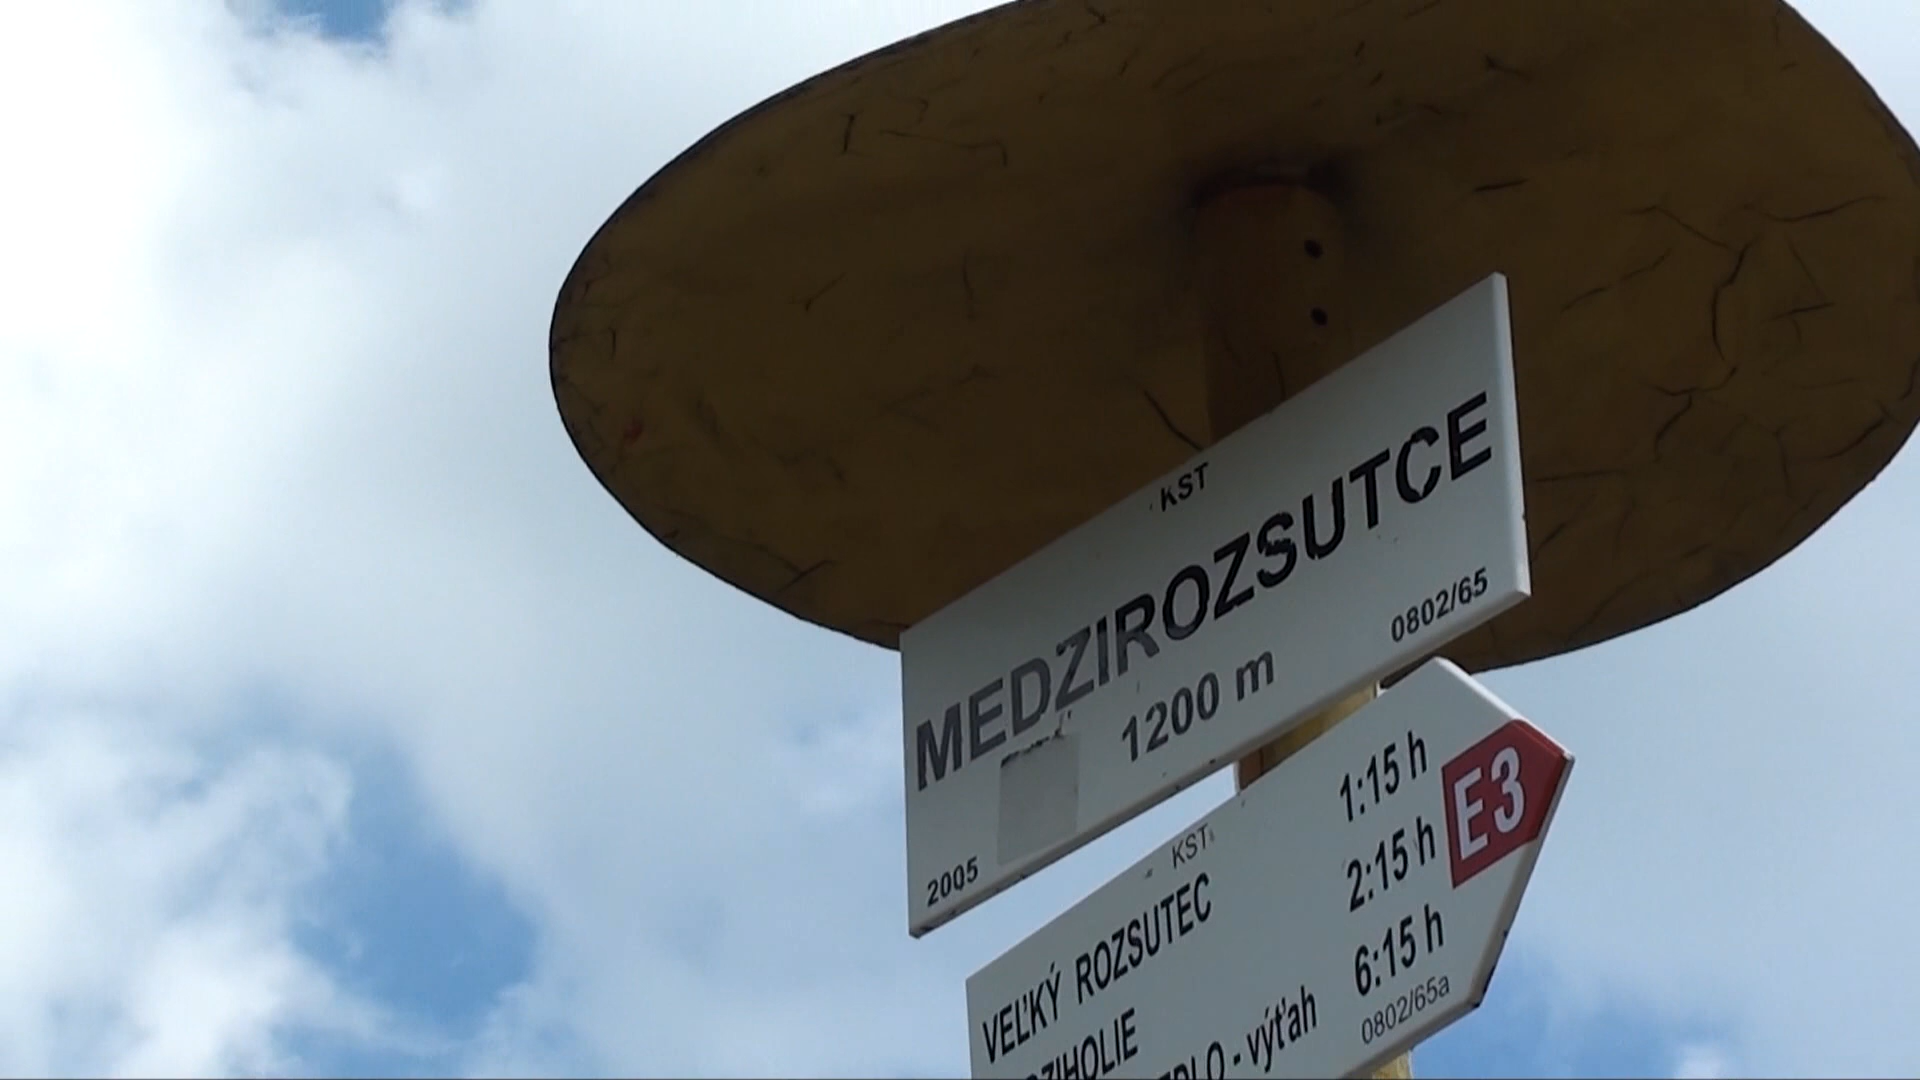 KST
MEDZIROZSUTCE
1200 m
2005
0802/65
KST
VEĽKÝ ROZSUTEC 1:15 h
2:15 h
- výťah 6:15 h
E3
0802/65a